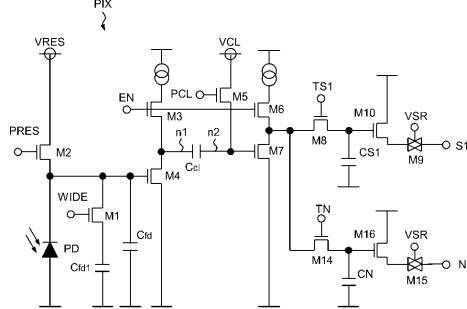 PIX
VRES
VCL
EN
M3
PCL
M5
M6
TS1
M10
VSR
S1
M8
CS1
M9
PRES
M2
n1
n2
M4
Ccl
M7
WIDE
M1
PD
Cfd1
Cfd
TN
M16
VSR
N
M14
CN
M15